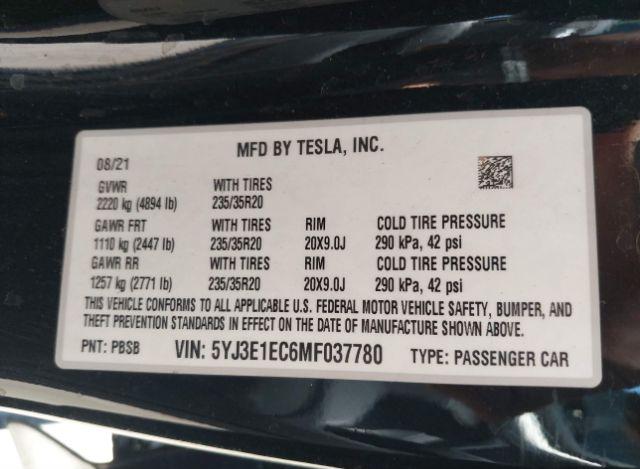 MFD BY TESLA, INC.
08/21
GVWR WITH TIRES
2220 kg (4894 lb) 235/35R20
GAWR FRT WITH TIRES RIM COLD TIRE PRESSURE
1110 kg (2447 lb) 235/35R20 20X9.0J 290 kPa, 42 psi
GAWR RR WITH TIRES RIM COLD TIRE PRESSURE
1257 kg (2771 lb) 235/35R20 20X9.0J 290 kPa, 42 psi
THIS VEHICLE CONFORMS TO ALL APPLICABLE U.S. FEDERAL MOTOR VEHICLE SAFETY, BUMPER, AND
THEFT PREVENTION STANDARDS IN EFFECT ON THE DATE OF MANUFACTURE SHOWN ABOVE.
PNT: PBSB VIN: 5YJ3E1EC6MF037780 TYPE: PASSENGER CAR